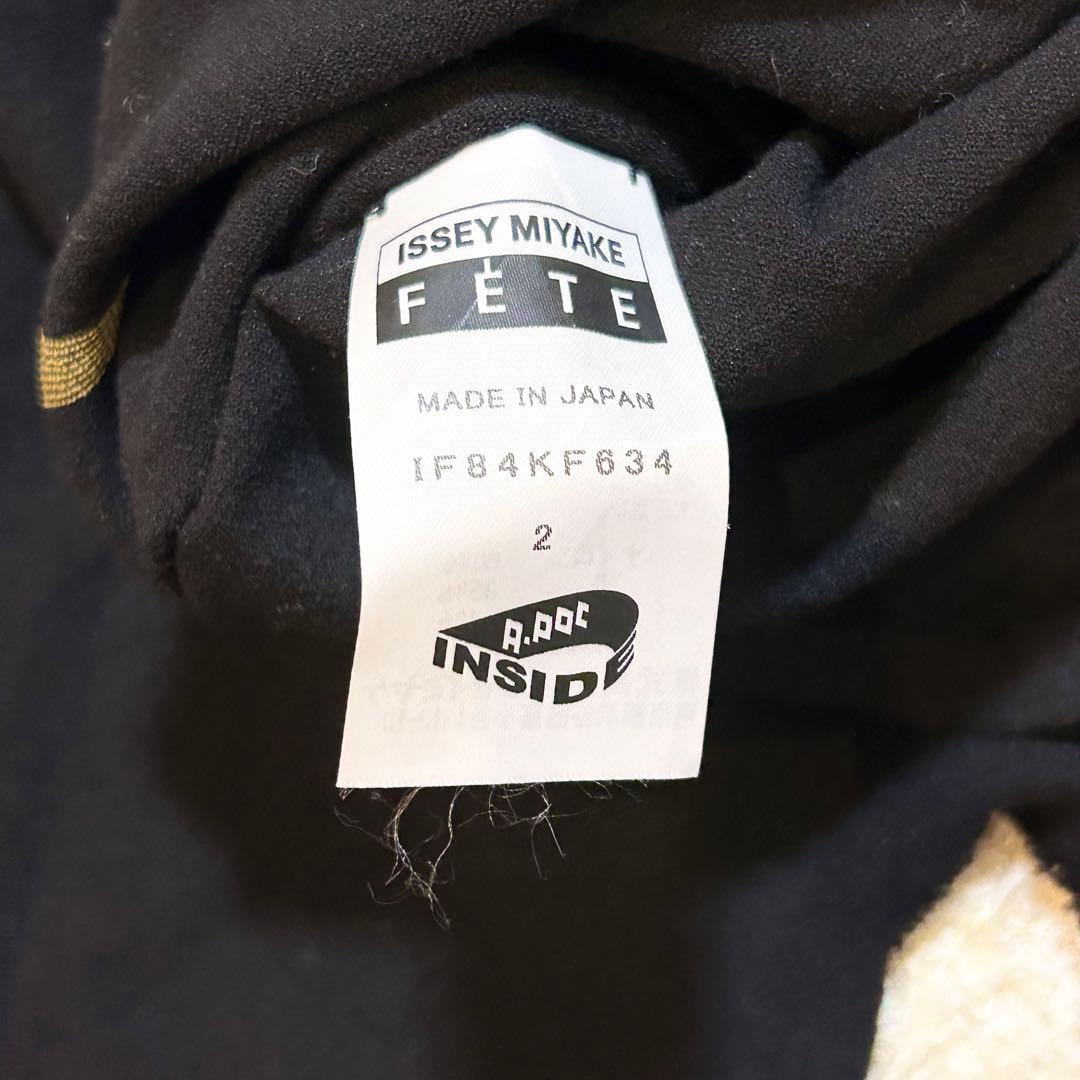 ISSEY MIYAKE
FÊTE
MADE IN JAPAN
IF84KF634
2
A-POC
INSIDE